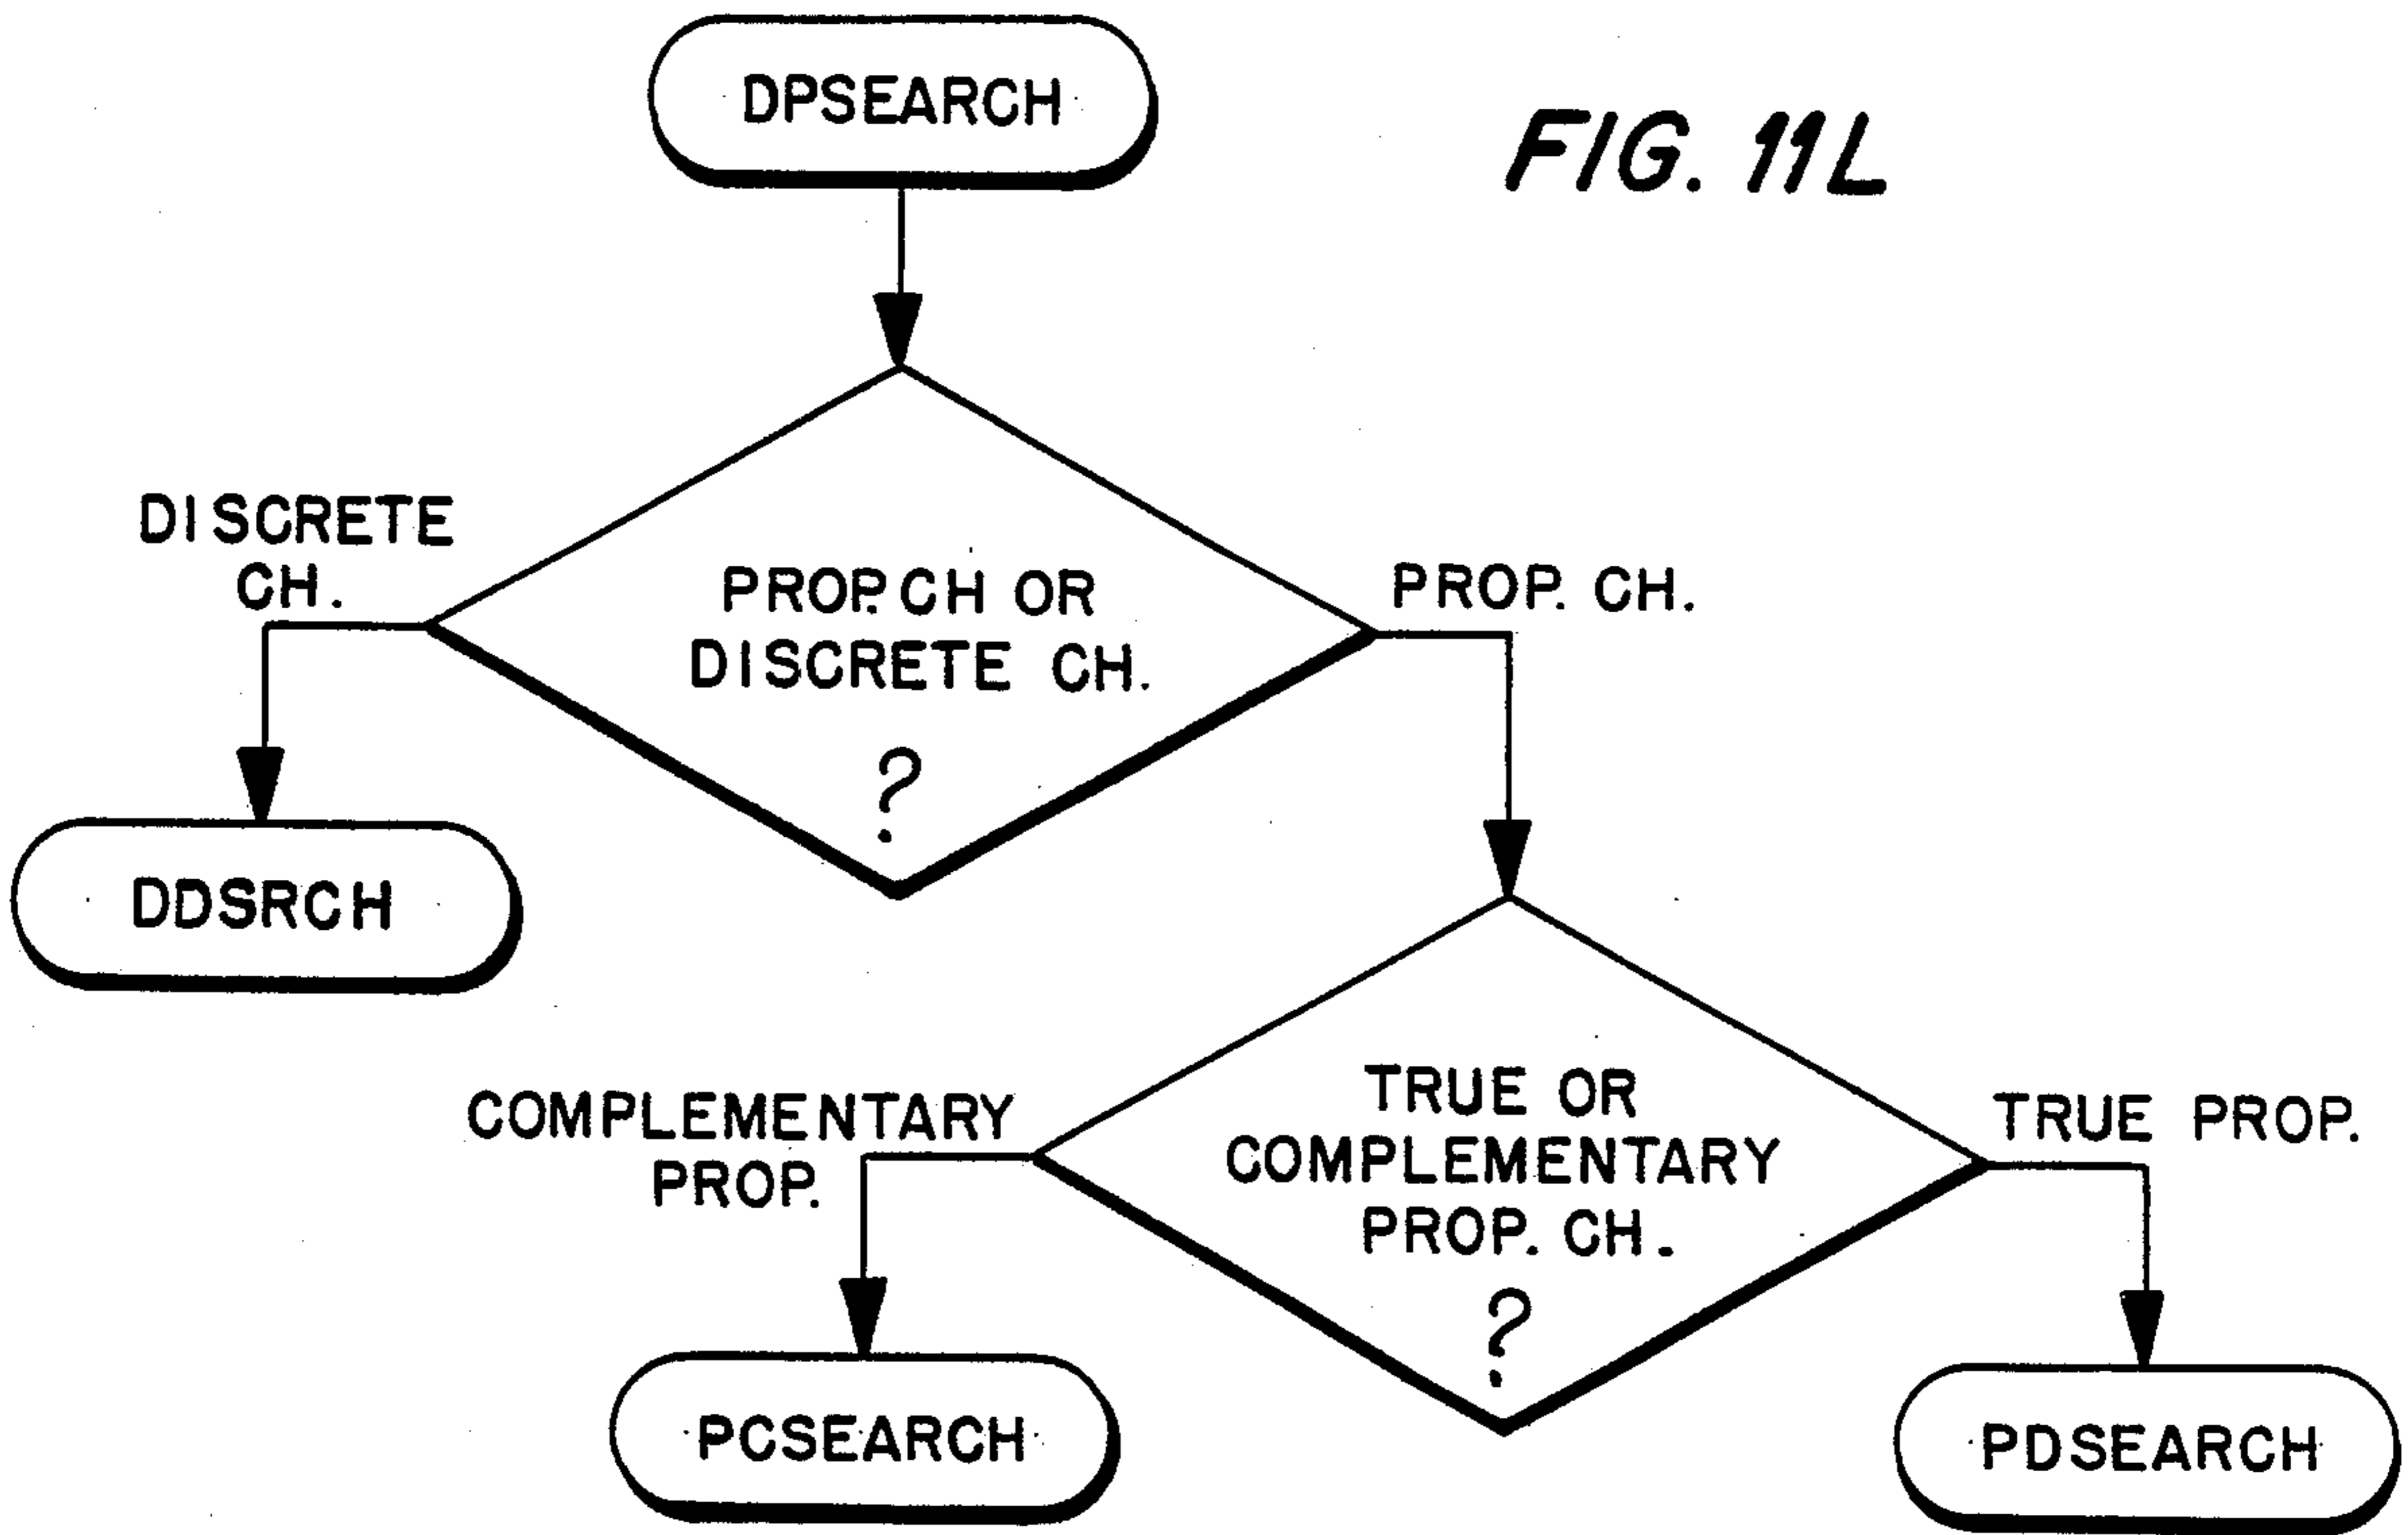 DPSEARCH
FIG. 11L
DISCRETE
CH.
PROP. CH OR
DISCRETE CH.
?
PROP. CH.
DDSRCH
COMPLEMENTARY
PROP.
TRUE OR
COMPLEMENTARY
PROP. CH.
?
TRUE PROP.
PCSEARCH
PDSEARCH